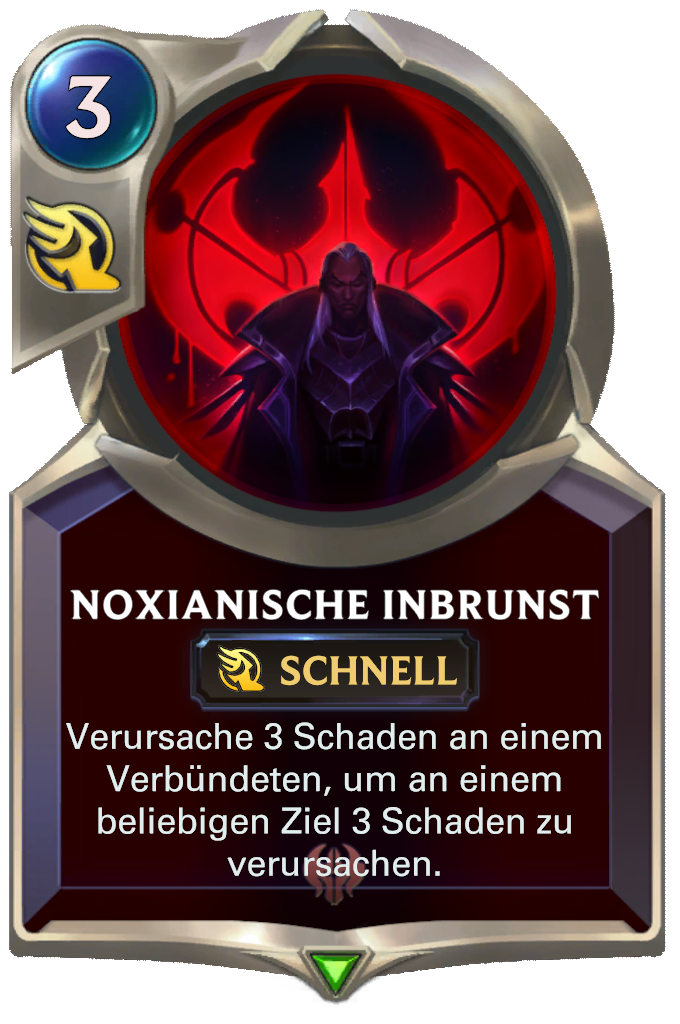 3
NOXIANISCHE INBRUNST
SCHNELL
Verursache 3 Schaden an einem
Verbündeten, um an einem
beliebigen Ziel 3 Schaden zu
verursachen.